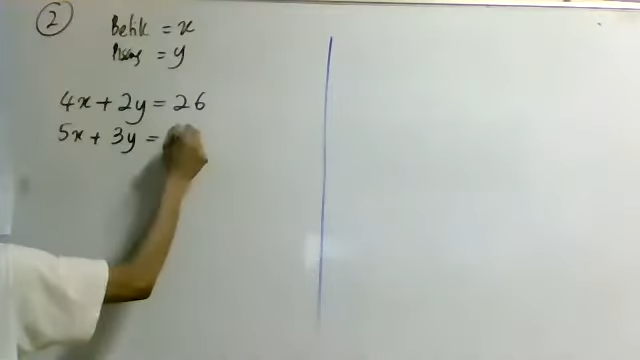 2
Betik = x
Pisang = y
4x + 2y = 26
5x + 3y =